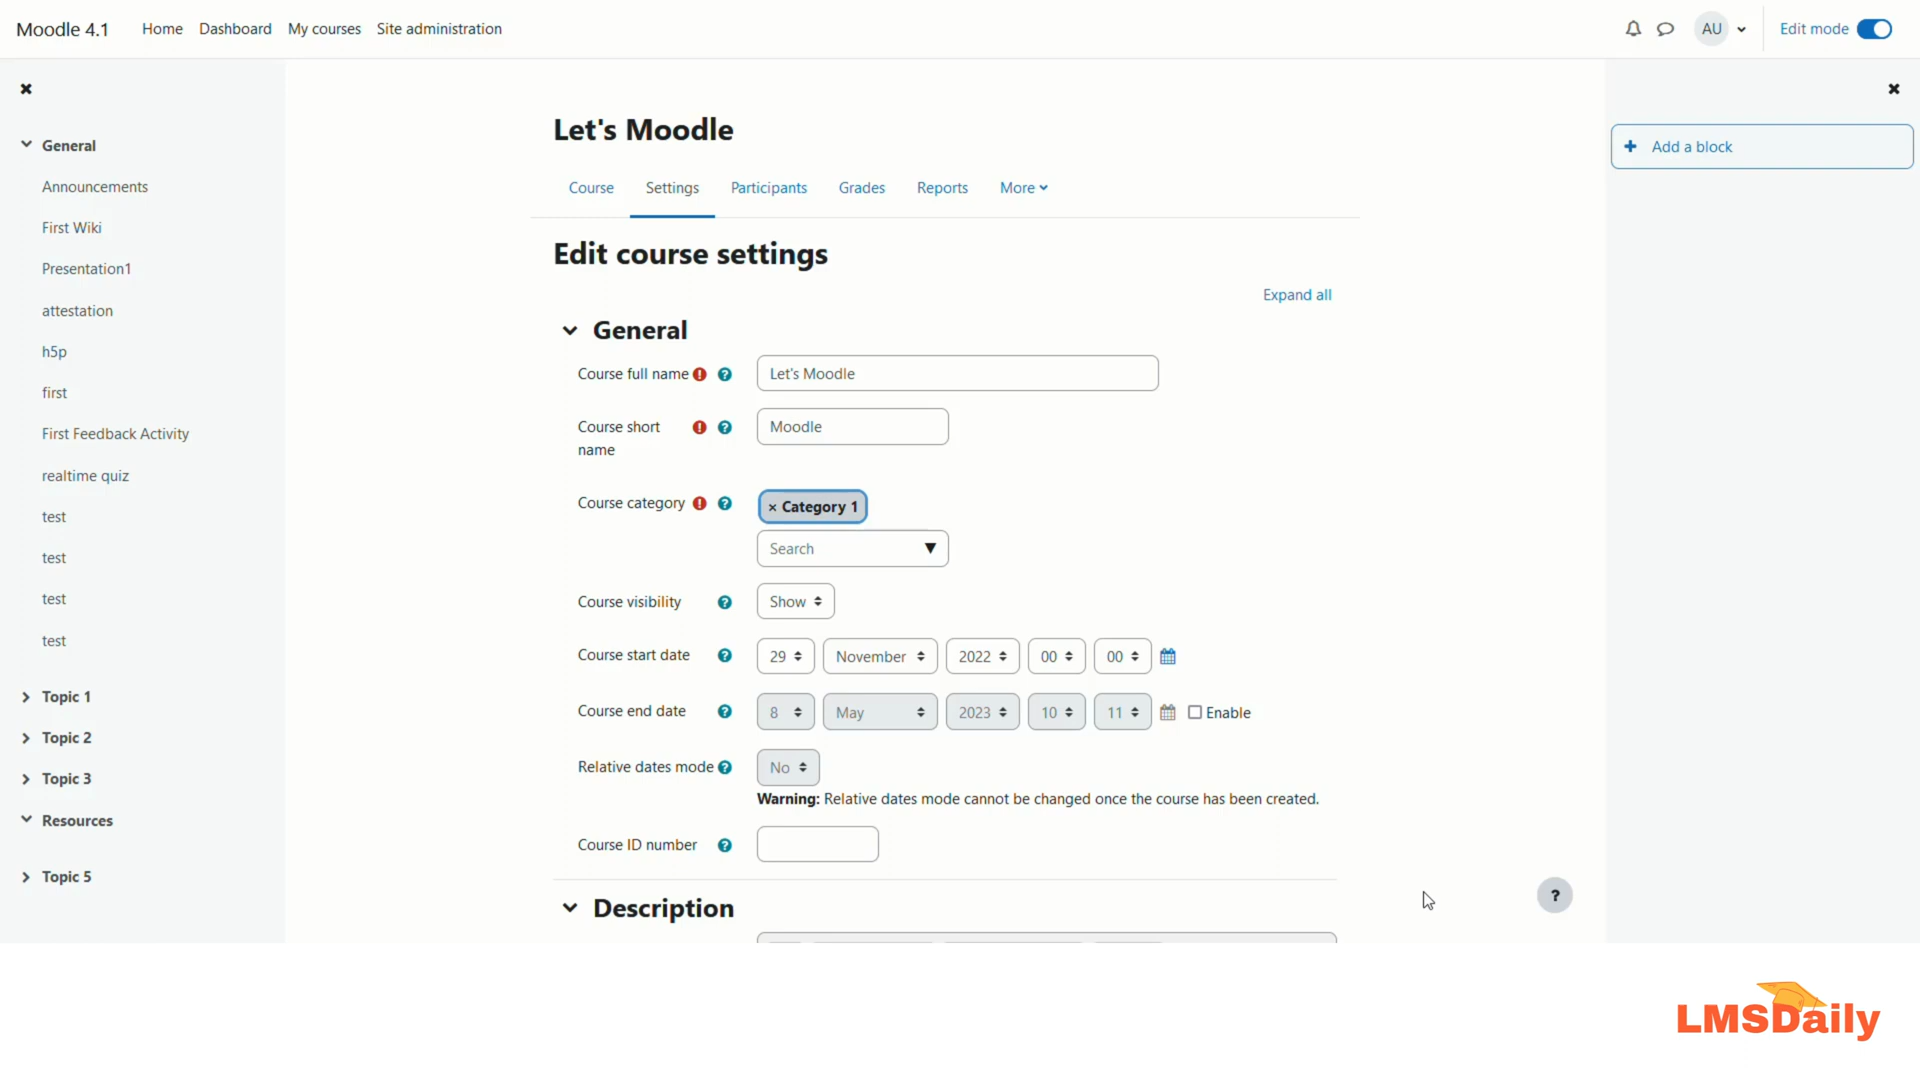 Moodle 4.1 Home Dashboard My courses Site administration AU Edit mode
General
Announcements
First Wiki
Presentation1
attestation
h5p
first
First Feedback Activity
realtime quiz
test
test
test
test
Topic 1
Topic 2
Topic 3
Resources
Topic 5
Let's Moodle
Course Settings Participants Grades Reports More
Edit course settings
Expand all
General
Course full name ! ? Let's Moodle
Course short ! ? Moodle
name
Course category ! ? × Category 1
Search
Course visibility ? Show
Course start date ? 29 November 2022 00 00
Course end date ? 8 May 2023 10 11 Enable
Relative dates mode ? No
Warning: Relative dates mode cannot be changed once the course has been created.
Course ID number ?
Description
?
+ Add a block
LMSDaily